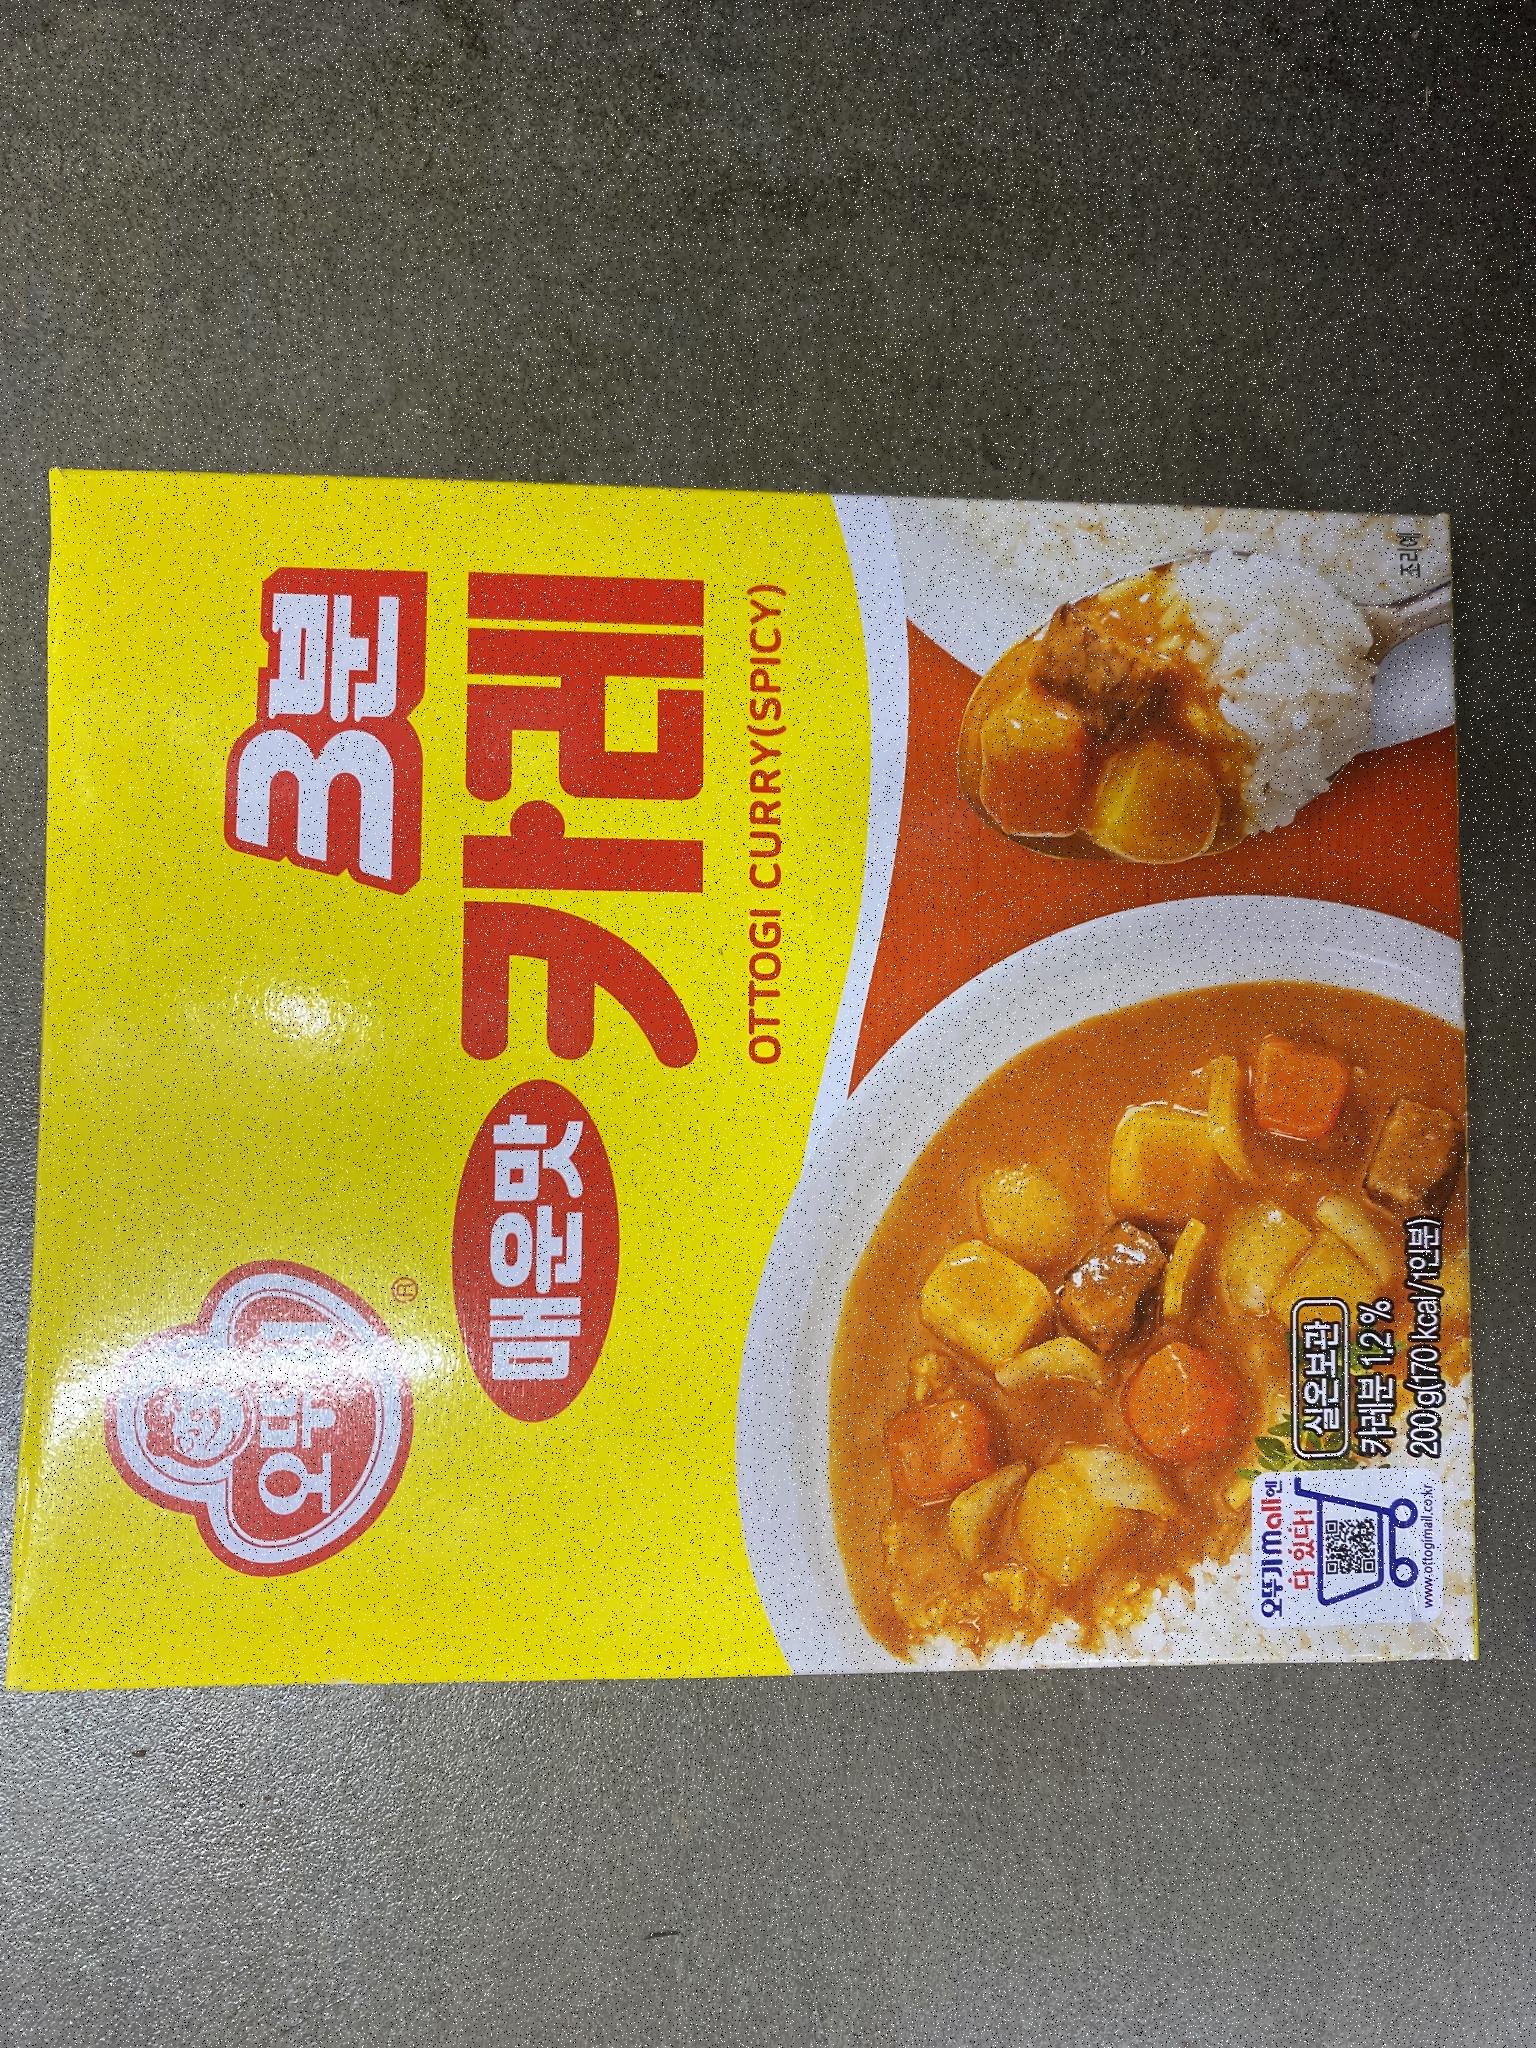 오뚜기
®
3분
카레
매운맛
OTTOGI CURRY(SPICY)
조리예
실온보관
카레분 1.2 %
200 g(170 kcal/1인분)
오뚜기mall엔
다 있다!
www.ottogimall.co.kr